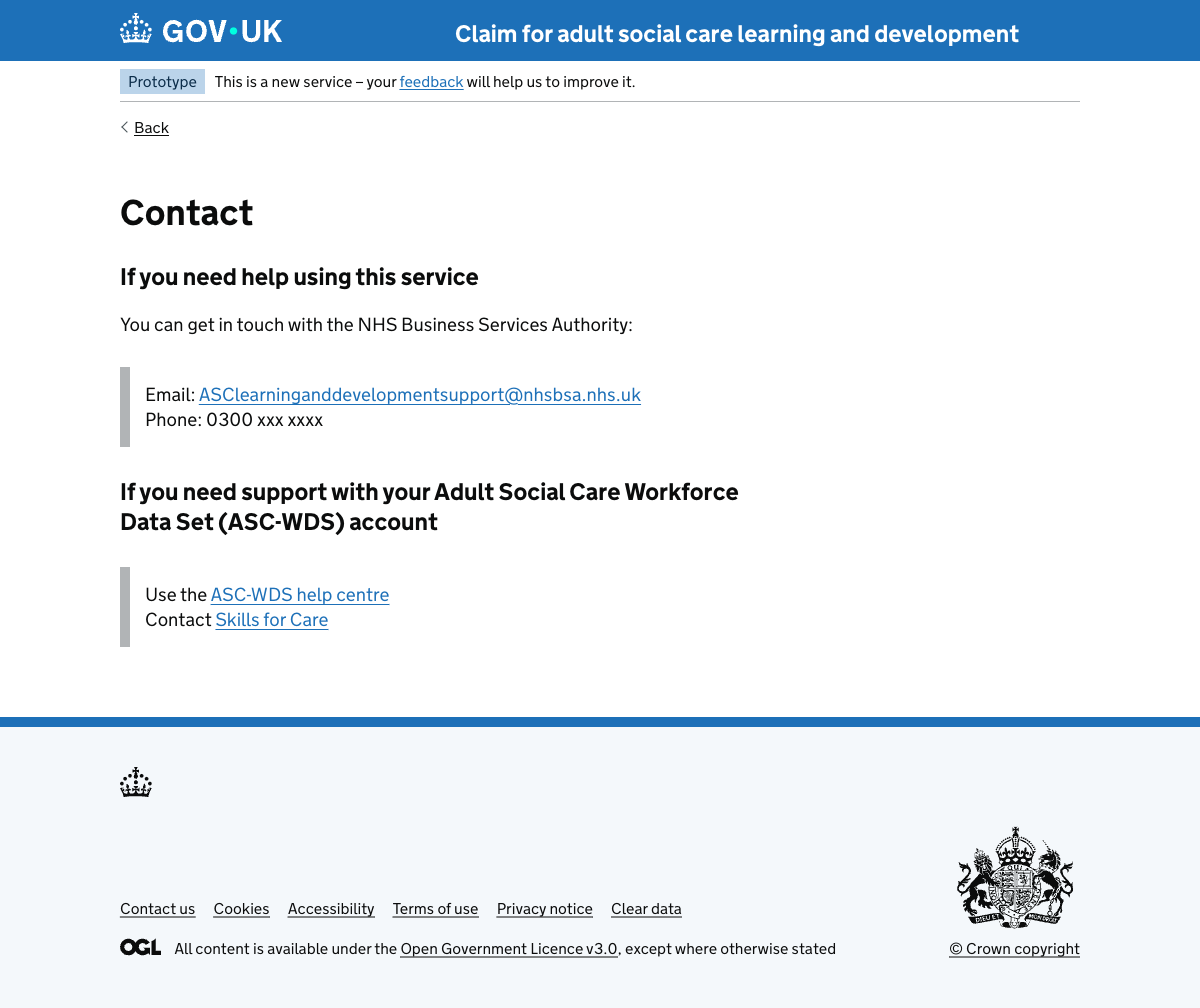 GOV·UK
Claim for adult social care learning and development
Prototype
This is a new service – your feedback will help us to improve it.
Back
Contact
If you need help using this service
You can get in touch with the NHS Business Services Authority:
Email: ASClearninganddevelopmentsupport@nhsbsa.nhs.uk
Phone: 0300 xxx xxxx
If you need support with your Adult Social Care Workforce
Data Set (ASC-WDS) account
Use the ASC-WDS help centre
Contact Skills for Care
Contact us
Cookies
Accessibility
Terms of use
Privacy notice
Clear data
DIEU ET MON DROIT
OGL
All content is available under the Open Government Licence v3.0, except where otherwise stated
© Crown copyright